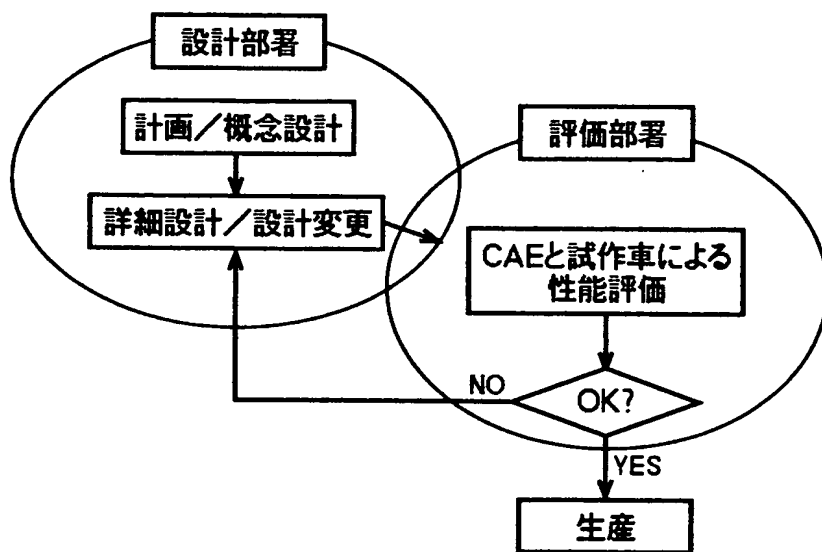 設計部署
計画／概念設計
詳細設計／設計変更
評価部署
CAEと試作車による
性能評価
OK?
NO
YES
生産